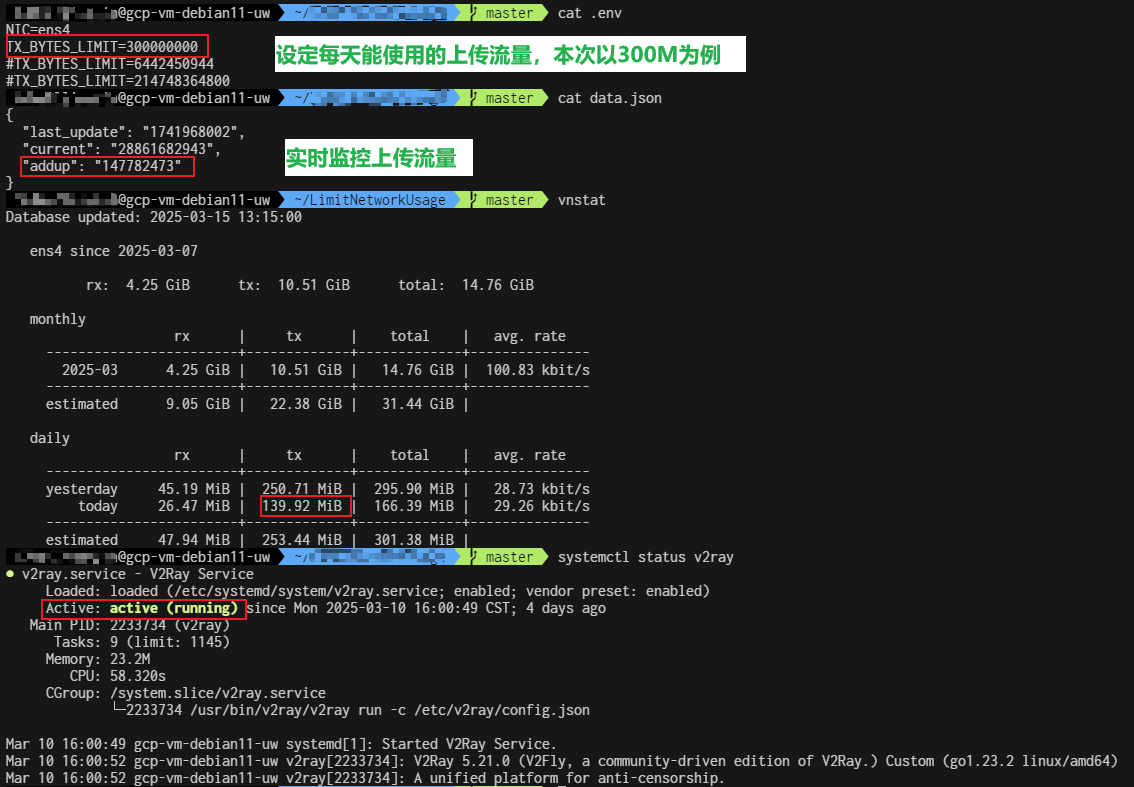 @gcp-vm-debian11-uw ~/ master cat .env
NIC=ens4
TX_BYTES_LIMIT=300000000
设定每天能使用的上传流量，本次以300M为例
#TX_BYTES_LIMIT=6442450944
#TX_BYTES_LIMIT=214748364800
@gcp-vm-debian11-uw ~/ master cat data.json
{
"last_update": "1741968002",
"current": "28861682943",
实时监控上传流量
"addup": "147782473"
}
@gcp-vm-debian11-uw ~/LimitNetworkUsage master vnstat
Database updated: 2025-03-15 13:15:00
ens4 since 2025-03-07
rx: 4.25 GiB tx: 10.51 GiB total: 14.76 GiB
monthly
rx | tx | total | avg. rate
------------------------+-------------+-------------+---------------
2025-03 4.25 GiB | 10.51 GiB | 14.76 GiB | 100.83 kbit/s
------------------------+-------------+-------------+---------------
estimated 9.05 GiB | 22.38 GiB | 31.44 GiB |
daily
rx | tx | total | avg. rate
------------------------+-------------+-------------+---------------
yesterday 45.19 MiB | 250.71 MiB | 295.90 MiB | 28.73 kbit/s
today 26.47 MiB | 139.92 MiB | 166.39 MiB | 29.26 kbit/s
------------------------+-------------+-------------+---------------
estimated 47.94 MiB | 253.44 MiB | 301.38 MiB |
@gcp-vm-debian11-uw ~/ master systemctl status v2ray
● v2ray.service - V2Ray Service
Loaded: loaded (/etc/systemd/system/v2ray.service; enabled; vendor preset: enabled)
Active: active (running) since Mon 2025-03-10 16:00:49 CST; 4 days ago
Main PID: 2233734 (v2ray)
Tasks: 9 (limit: 1145)
Memory: 23.2M
CPU: 58.320s
CGroup: /system.slice/v2ray.service
└─2233734 /usr/bin/v2ray/v2ray run -c /etc/v2ray/config.json
Mar 10 16:00:49 gcp-vm-debian11-uw systemd[1]: Started V2Ray Service.
Mar 10 16:00:52 gcp-vm-debian11-uw v2ray[2233734]: V2Ray 5.21.0 (V2Fly, a community-driven edition of V2Ray.) Custom (go1.23.2 linux/amd64)
Mar 10 16:00:52 gcp-vm-debian11-uw v2ray[2233734]: A unified platform for anti-censorship.